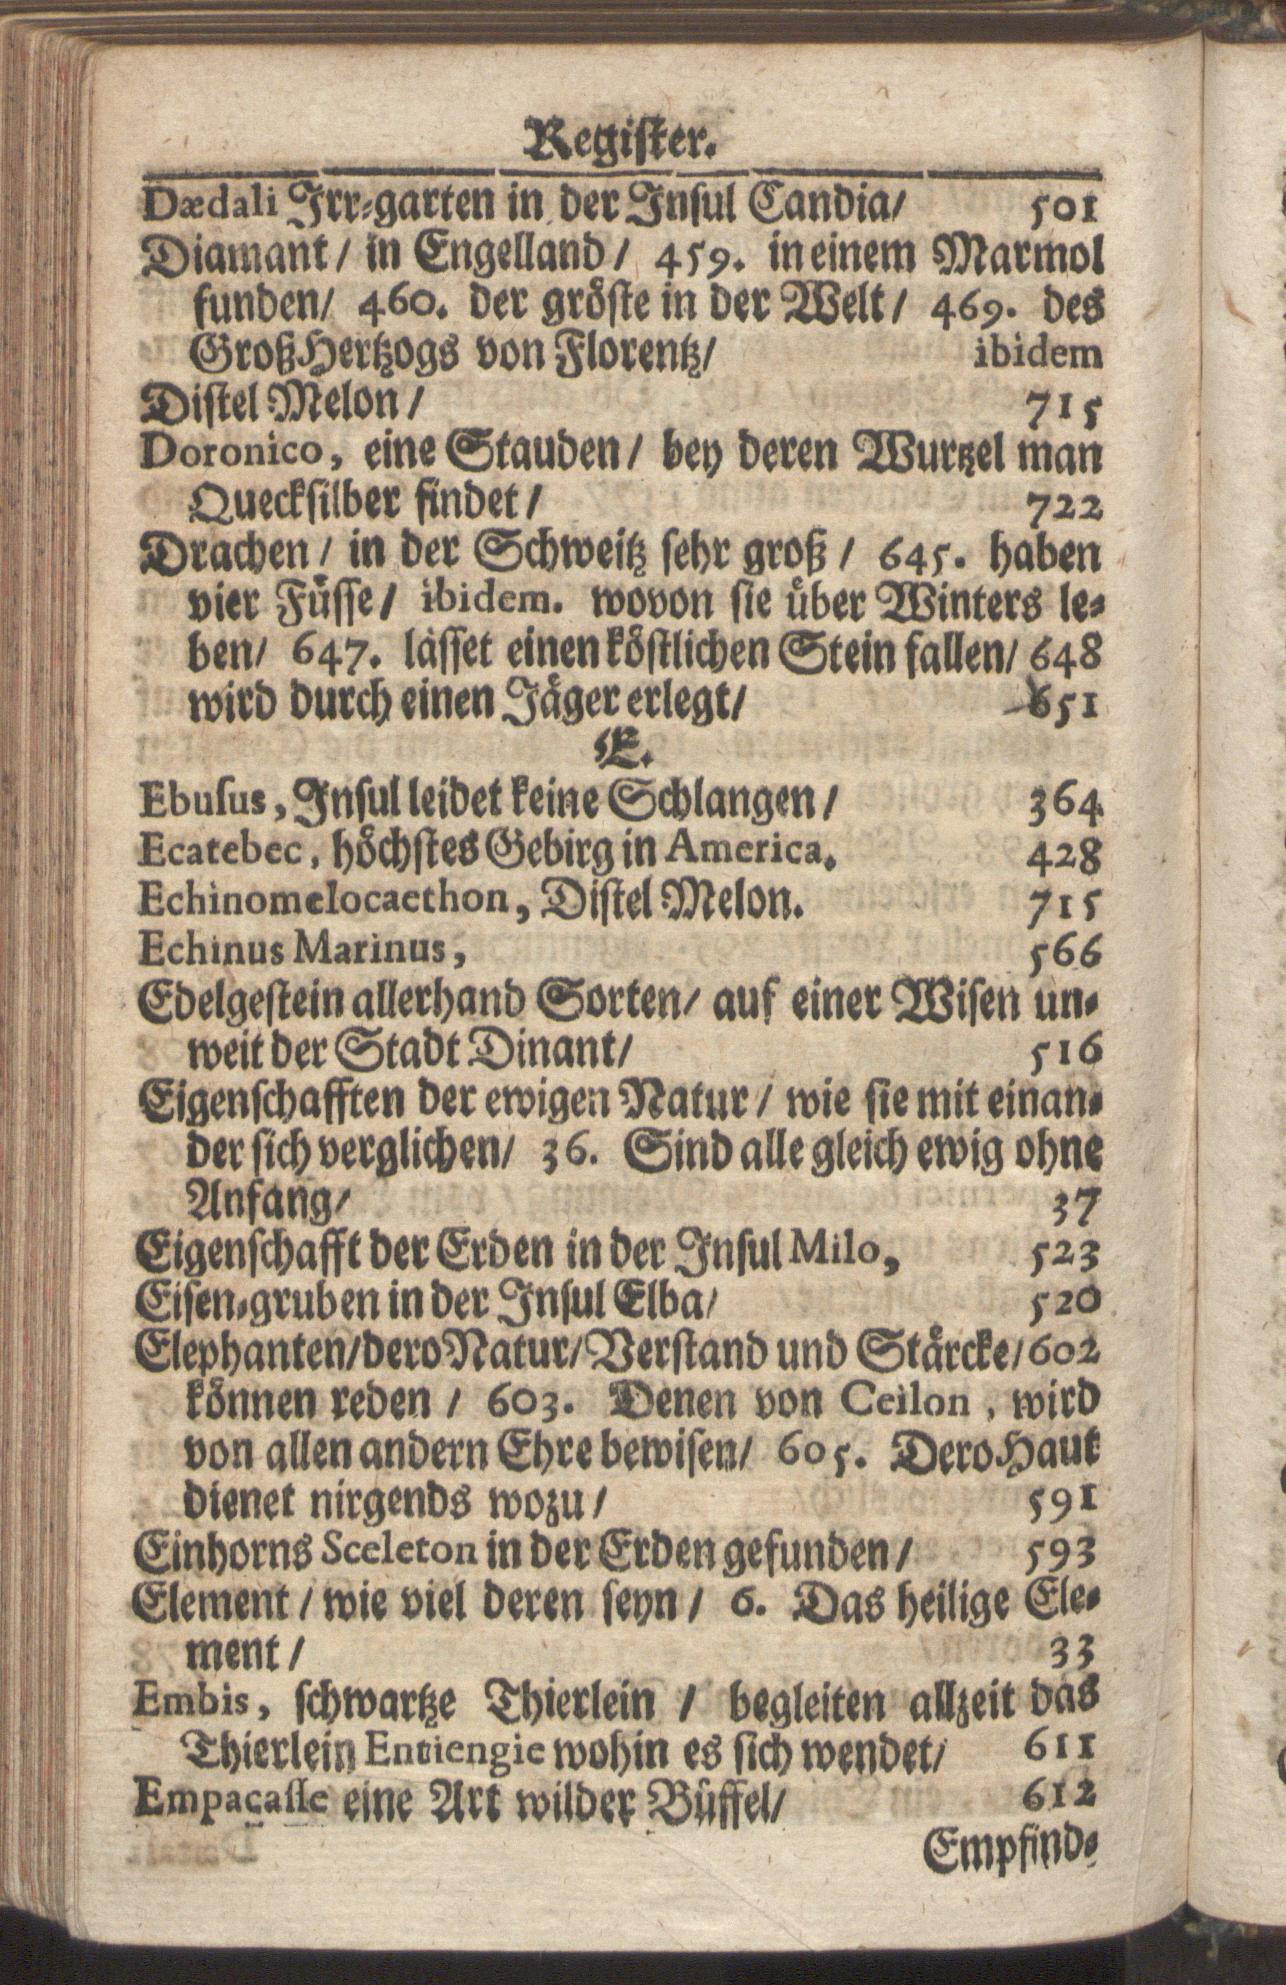 Register.
Dædali Irr-garten in der Insul Candia/ 501
Diamant / in Engelland / 459. in einem Marmol
funden/ 460. der gröste in der Welt / 469. des
GroßHertzogs von Florentz/ ibidem
Distel Melon / 715
Doronico, eine Stauden / bey deren Wurtzel man
Quecksilber findet / 722
Drachen / in der Schweitz sehr groß / 645. haben
vier Füsse / ibidem. wovon sie über Winters le-
ben/ 647. lässet einen köstlichen Stein fallen/ 648
wird durch einen Jäger erlegt/ 651
E.
Ebusus, Insul leidet keine Schlangen / 364
Ecatebec, höchstes Gebirg in America. 428
Echinomelocaethon, Distel Melon. 715
Echinus Marinus, 566
Edelgestein allerhand Sorten/ auf einer Wisen un-
weit der Stadt Dinant/ 516
Eigenschafften der ewigen Natur / wie sie mit einan-
der sich verglichen/ 36. Sind alle gleich ewig ohne
Anfang/ 37
Eigenschafft der Erden in der Insul Milo, 523
Eisen-gruben in der Insul Elba/ 520
Elephanten/dero Natur/Verstand und Stärcke/602
können reden / 603. Denen von Ceilon, wird
von allen andern Ehre bewisen/ 605. Dero Haut
dienet nirgends wozu / 591
Einhorns Sceleton in der Erden gefunden / 593
Element / wie viel deren seyn / 6. Das heilige Ele-
ment / 33
Embis, schwartze Thierlein / begleiten allzeit das
Thierlein Entiengie wohin es sich wendet/ 611
Empacasse eine Art wilder Büffel/ 612
Empfind-